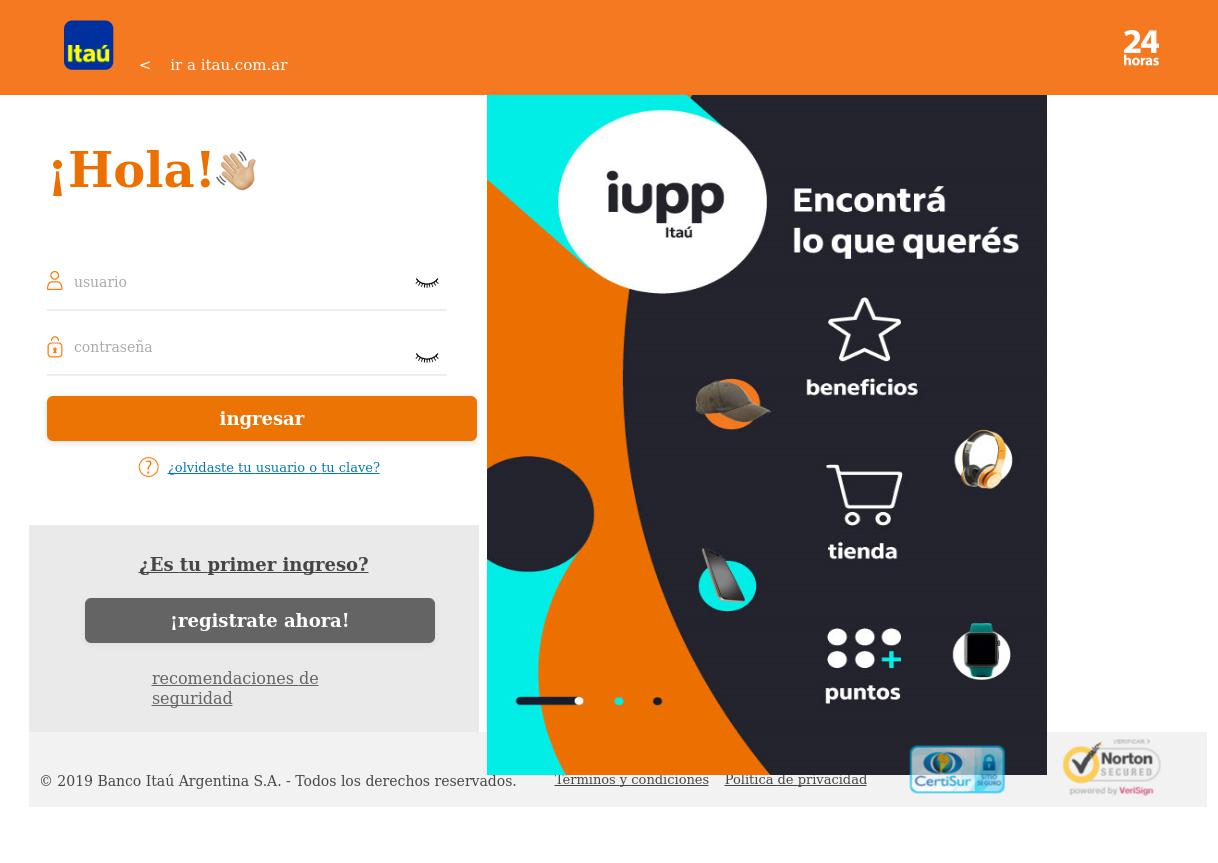 Itaú
< ir a itau.com.ar
24
horas
¡Hola!
usuario
contraseña
ingresar
¿olvidaste tu usuario o tu clave?
¿Es tu primer ingreso?
¡registrate ahora!
recomendaciones de
seguridad
iupp
Itaú
Encontrá
lo que querés
beneficios
tienda
puntos
© 2019 Banco Itaú Argentina S.A. - Todos los derechos reservados.
Términos y condiciones
Política de privacidad
CertiSur
SITIO
SEGURO
VERIFICAR
Norton
SECURED
powered by VeriSign